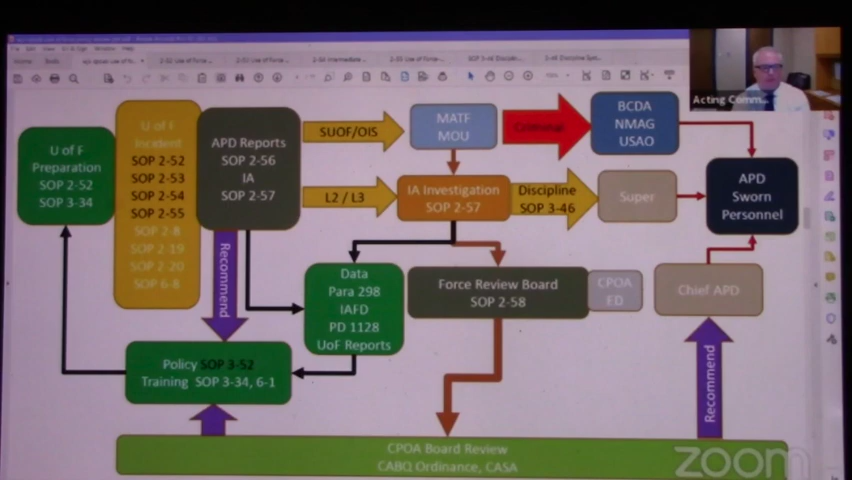 Acting Comm...
U of F
Preparation
SOP 2-52
SOP 3-34
U of F
Incident
SOP 2-52
SOP 2-53
SOP 2-54
SOP 2-55
SOP 2-8
SOP 2-19
SOP 2-20
SOP 6-8
APD Reports
SOP 2-56
IA
SOP 2-57
SUOF/OIS
L2 / L3
MATF
MOU
IA Investigation
SOP 2-57
Criminal
Discipline
SOP 3-46
BCDA
NMAG
USAO
Super
APD
Sworn
Personnel
Recommend
Data
Para 298
IAFD
PD 1128
UoF Reports
Force Review Board
SOP 2-58
CPOA
ED
Chief APD
Policy SOP 3-52
Training SOP 3-34, 6-1
Recommend
CPOA Board Review
CABQ Ordinance, CASA
zoom